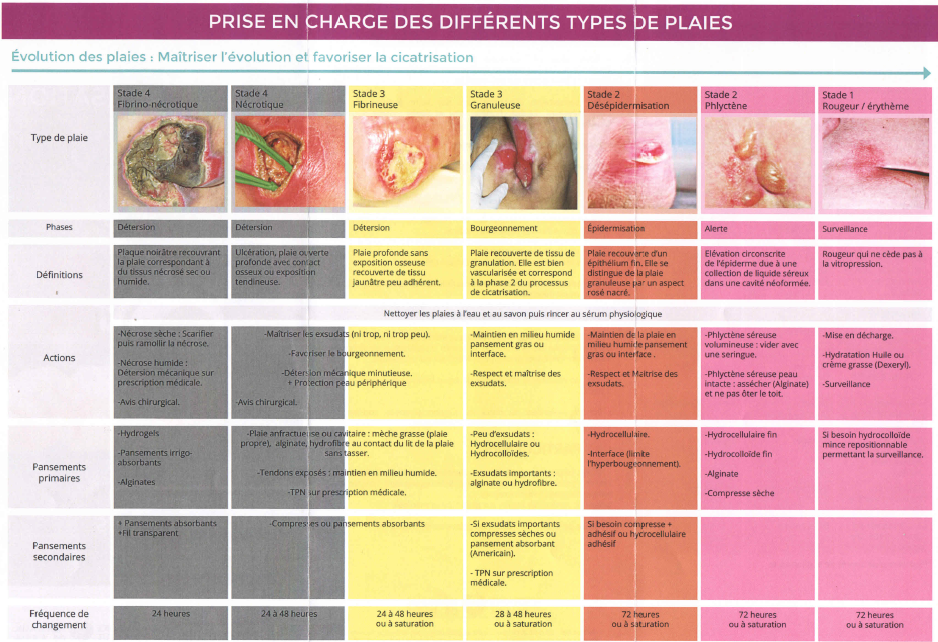 PRISE EN CHARGE DES DIFFÉRENTS TYPES DE PLAIES
Évolution des plaies : Maîtriser l'évolution et favoriser la cicatrisation
Type de plaie
Stade 4
Fibrino-nécrotique
Stade 4
Nécrotique
Stade 3
Fibrineuse
Stade 3
Granuleuse
Stade 2
Désépidermisation
Stade 2
Phlyctène
Stade 1
Rougeur / érythème
Phases
Détersion
Détersion
Détersion
Bourgeonnement
Épidermisation
Alerte
Surveillance
Définitions
Plaque noirâtre recouvrant
la plaie correspondant à
du tissus nécrosé sec ou
humide.
Ulcération, plaie ouverte
profonde avec contact
osseux ou exposition
tendineuse.
Plaie profonde sans
exposition osseuse
recouverte de tissu
jaunâtre peu adhérent.
Plaie recouverte de tissu de
granulation. Elle est bien
vascularisée et correspond
à la phase 2 du processus
de cicatrisation.
Plaie recouverte d'un
épithélium fin. Elle se
distingue de la plaie
granuleuse par un aspect
rosé nacré.
Elévation circonscrite
de l'épiderme due à une
collection de liquide séreux
dans une cavité néoformée.
Rougeur qui ne cède pas à
la vitropression.
Nettoyer les plaies à l'eau et au savon puis rincer au sérum physiologique
Actions
-Nécrose sèche : Scarifier
puis ramollir la nécrose.
-Nécrose humide :
Détersion mécanique sur
prescription médicale.
-Avis chirurgical.
-Maîtriser les exsudats (ni trop, ni trop peu).
-Favoriser le bourgeonnement.
-Détersion mécanique minutieuse.
+ Protection peau périphérique
-Avis chirurgical.
-Maintien en milieu humide
pansement gras ou
interface.
-Respect et maîtrise des
exsudats.
-Maintien de la plaie en
milieu humide pansement
gras ou interface .
-Respect et Maitrise des
exsudats.
-Phlyctène séreuse
volumineuse : vider avec
une seringue.
-Phlyctène séreuse peau
intacte : assécher (Alginate)
et ne pas ôter le toit.
-Mise en décharge.
-Hydratation Huile ou
crème grasse (Dexeryl).
-Surveillance
Pansements
primaires
-Hydrogels
-Pansements irrigo-
absorbants
-Alginates
-Plaie anfractueuse ou cavitaire : mèche grasse (plaie
propre), alginate, hydrofibre au contact du lit de la plaie
sans tasser.
-Tendons exposés : maintien en milieu humide.
-TPN sur prescription médicale.
-Peu d'exsudats :
Hydrocellulaire ou
Hydrocolloïdes.
-Exsudats importants :
alginate ou hydrofibre.
-Hydrocellulaire.
-Interface (limite
l'hyperbougeonnement).
-Hydrocellulaire fin
-Hydrocolloïde fin
-Alginate
-Compresse sèche
Si besoin hydrocolloïde
mince repositionnable
permettant la surveillance.
Pansements
secondaires
+ Pansements absorbants
+Fil transparent
-Compresses ou pansements absorbants
-Si exsudats importants
compresses sèches ou
pansement absorbant
(Americain).
- TPN sur prescription
médicale.
Si besoin compresse +
adhésif ou hydrocellulaire
adhésif
Fréquence de
changement
24 heures
24 à 48 heures
24 à 48 heures
ou à saturation
28 à 48 heures
ou à saturation
72 heures
ou à saturation
72 heures
ou à saturation
72 heures
ou à saturation